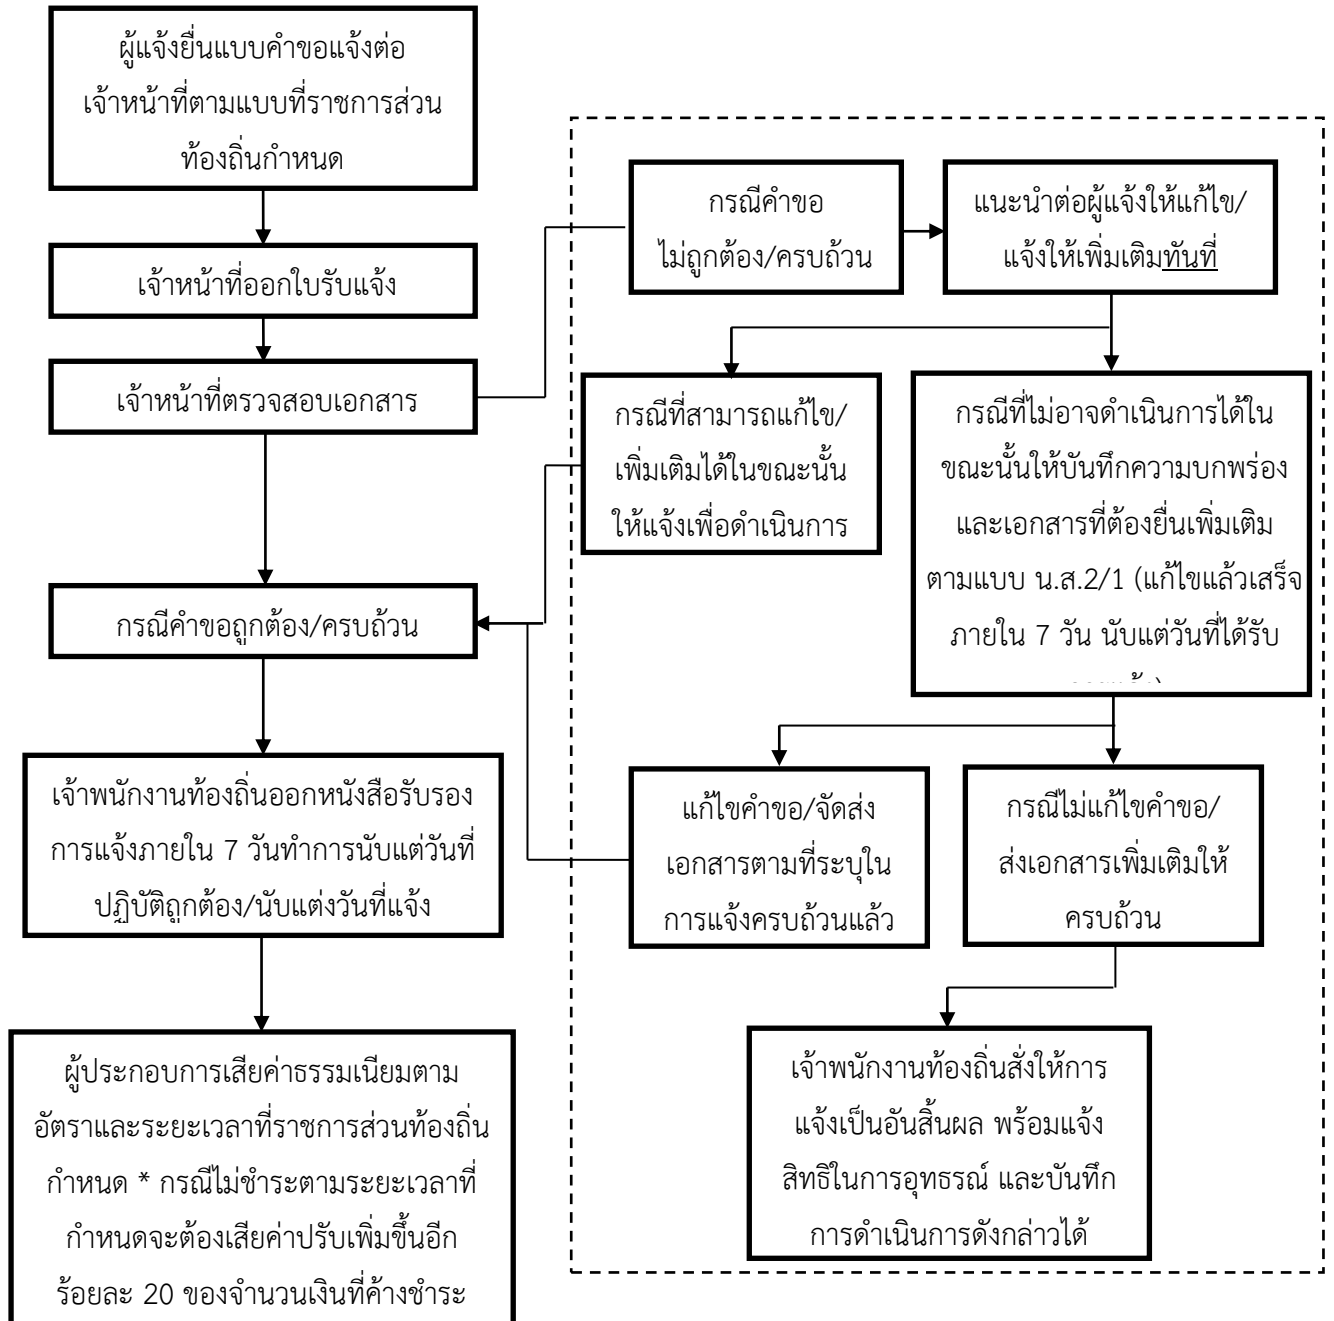 ผู้แจ้งยื่นแบบคำขอแจ้งต่อ
เจ้าหน้าที่ตามแบบที่ราชการส่วน
ท้องถิ่นกำหนด
เจ้าหน้าที่ออกใบรับแจ้ง
เจ้าหน้าที่ตรวจสอบเอกสาร
กรณีคำขอ
ไม่ถูกต้อง/ครบถ้วน
แนะนำต่อผู้แจ้งให้แก้ไข/
แจ้งให้เพิ่มเติมทันที่
กรณีที่สามารถแก้ไข/
เพิ่มเติมได้ในขณะนั้น
ให้แจ้งเพื่อดำเนินการ
กรณีที่ไม่อาจดำเนินการได้ใน
ขณะนั้นให้บันทึกความบกพร่อง
และเอกสารที่ต้องยื่นเพิ่มเติม
ตามแบบ น.ส.2/1 (แก้ไขแล้วเสร็จ
ภายใน 7 วัน นับแต่วันที่ได้รับ
กรณีคำขอถูกต้อง/ครบถ้วน
เจ้าพนักงานท้องถิ่นออกหนังสือรับรอง
การแจ้งภายใน 7 วันทำการนับแต่วันที่
ปฏิบัติถูกต้อง/นับแต่งวันที่แจ้ง
แก้ไขคำขอ/จัดส่ง
เอกสารตามที่ระบุใน
การแจ้งครบถ้วนแล้ว
กรณีไม่แก้ไขคำขอ/
ส่งเอกสารเพิ่มเติมให้
ครบถ้วน
เจ้าพนักงานท้องถิ่นสั่งให้การ
แจ้งเป็นอันสิ้นผล พร้อมแจ้ง
สิทธิในการอุทธรณ์ และบันทึก
การดำเนินการดังกล่าวได้
ผู้ประกอบการเสียค่าธรรมเนียมตาม
อัตราและระยะเวลาที่ราชการส่วนท้องถิ่น
กำหนด * กรณีไม่ชำระตามระยะเวลาที่
กำหนดจะต้องเสียค่าปรับเพิ่มขึ้นอีก
ร้อยละ 20 ของจำนวนเงินที่ค้างชำระ